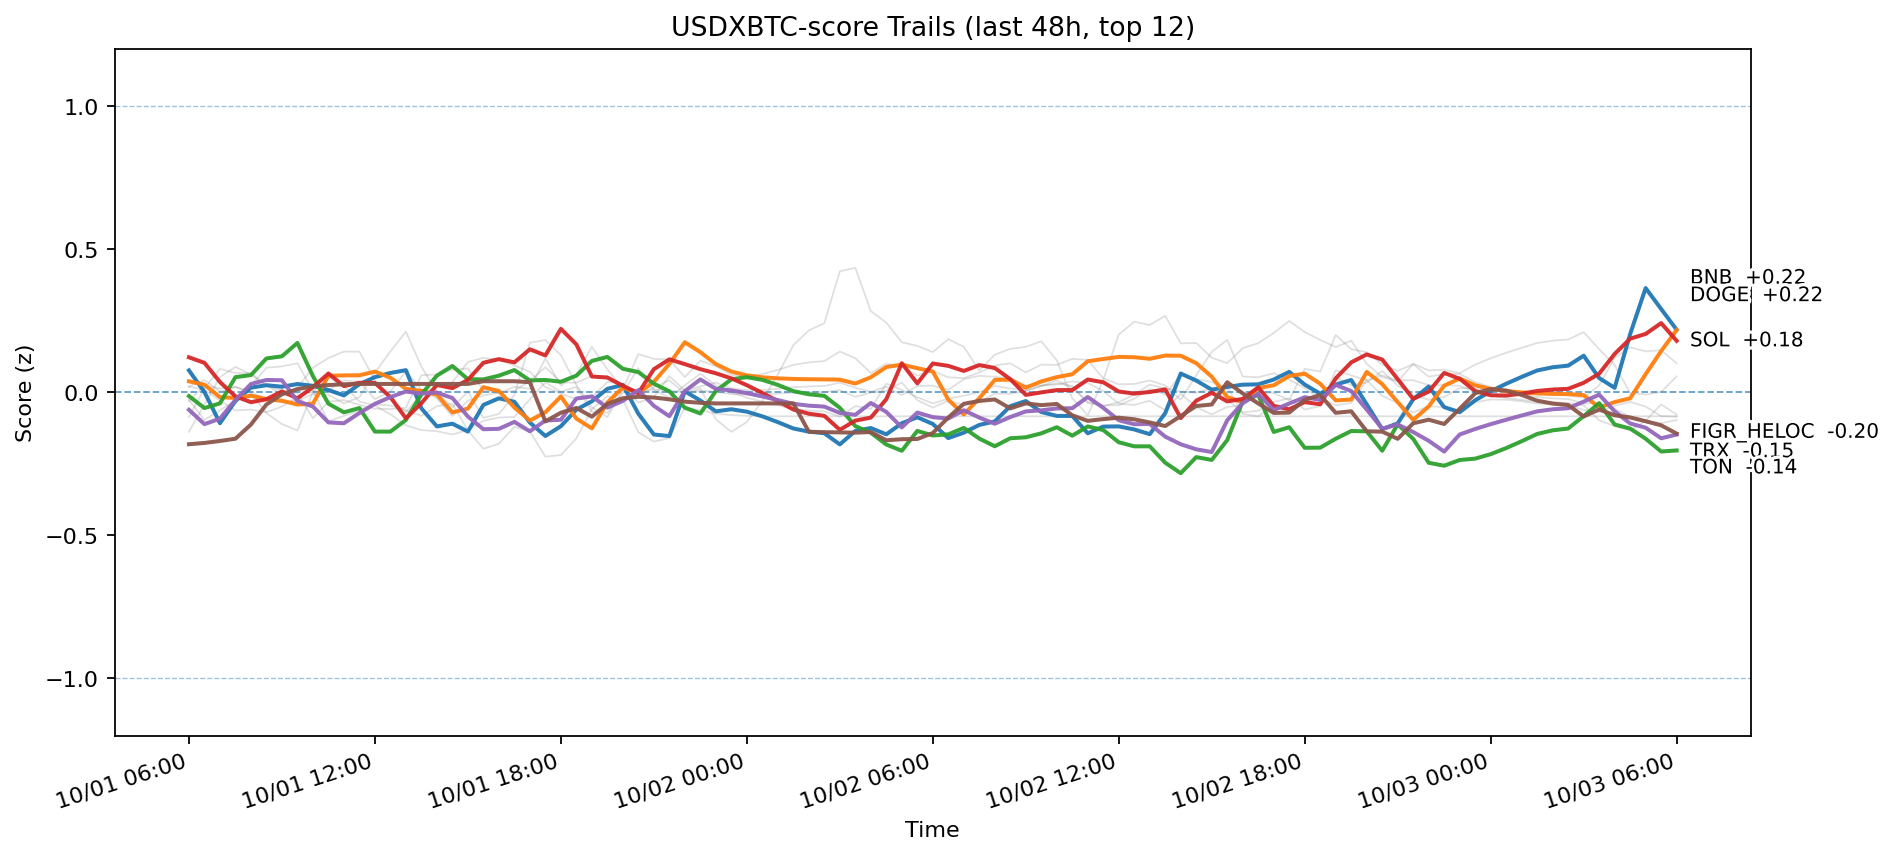 USDXBTC-score Trails (last 48h, top 12)
Score (z)
1.0
0.5
0.0
−0.5
−1.0
BNB +0.22
DOGE +0.22
SOL +0.18
FIGR_HELOC -0.20
TRX -0.15
TON -0.14
10/01 06:00
10/01 12:00
10/01 18:00
10/02 00:00
10/02 06:00
10/02 12:00
10/02 18:00
10/03 00:00
10/03 06:00
Time